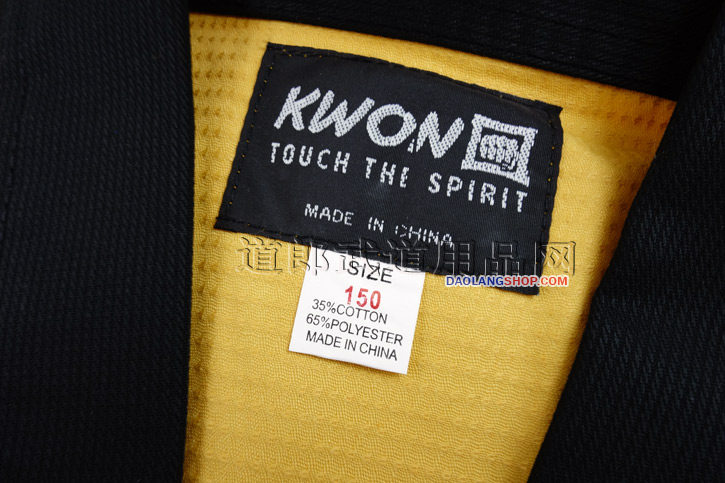 KWON
TOUCH THE SPIRIT
MADE IN CHINA
道郎武道用品网
DAOLANGSHOP.COM
SIZE
150
35%COTTON
65%POLYESTER
MADE IN CHINA